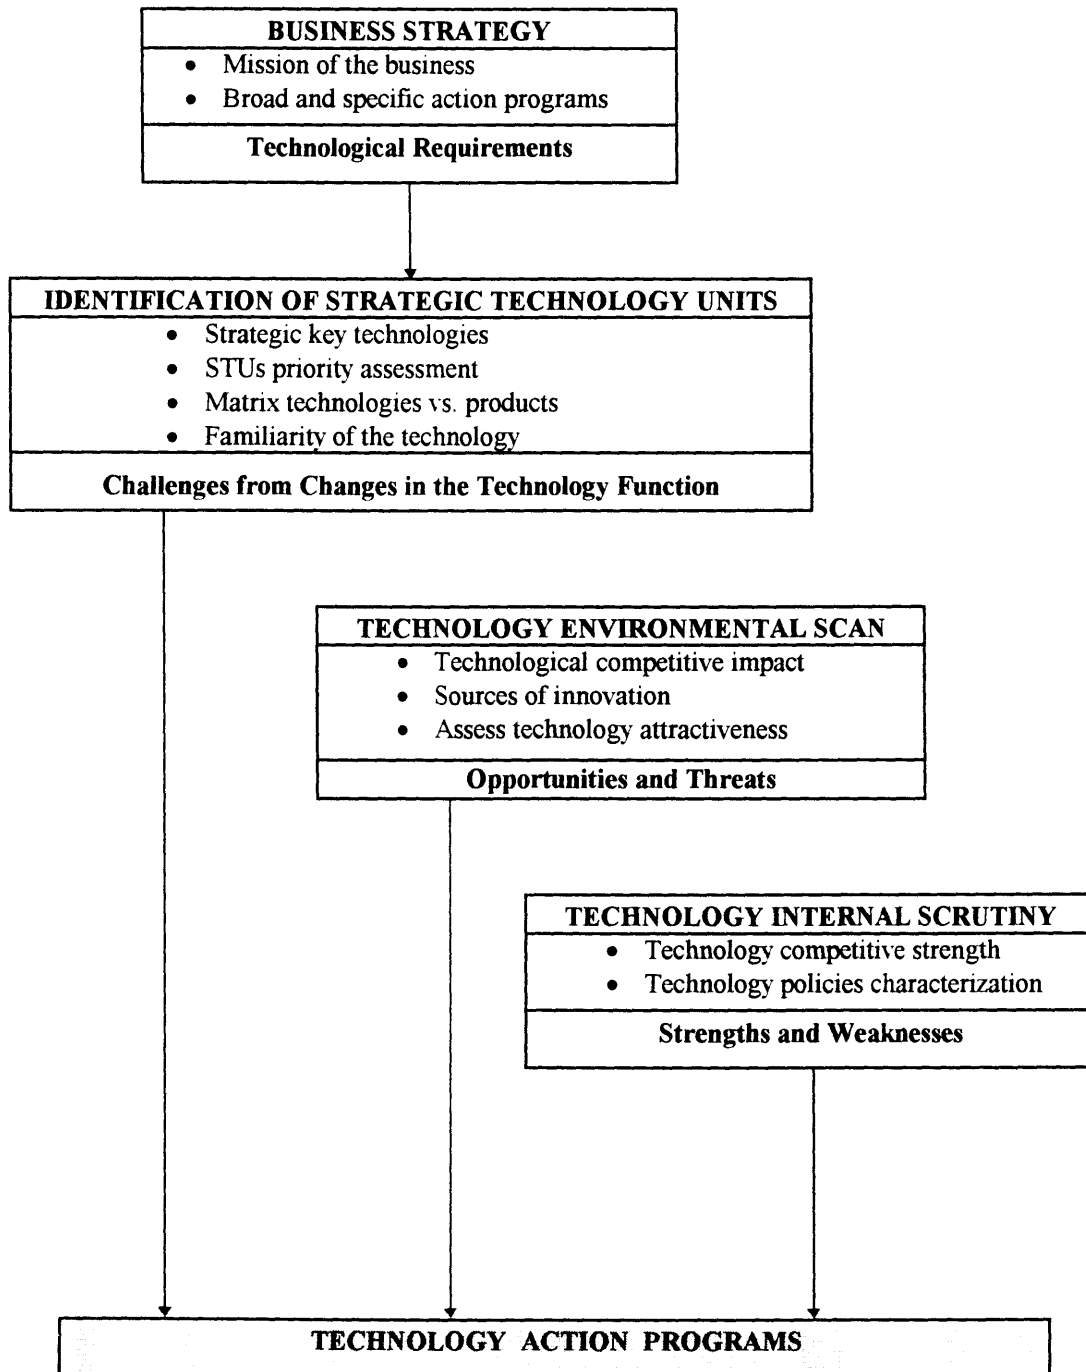 BUSINESS STRATEGY
• Mission of the business
• Broad and specific action programs
Technological Requirements
IDENTIFICATION OF STRATEGIC TECHNOLOGY UNITS
• Strategic key technologies
• STUs priority assessment
• Matrix technologies vs. products
• Familiarity of the technology
Challenges from Changes in the Technology Function
TECHNOLOGY ENVIRONMENTAL SCAN
• Technological competitive impact
• Sources of innovation
• Assess technology attractiveness
Opportunities and Threats
TECHNOLOGY INTERNAL SCRUTINY
• Technology competitive strength
• Technology policies characterization
Strengths and Weaknesses
TECHNOLOGY ACTION PROGRAMS